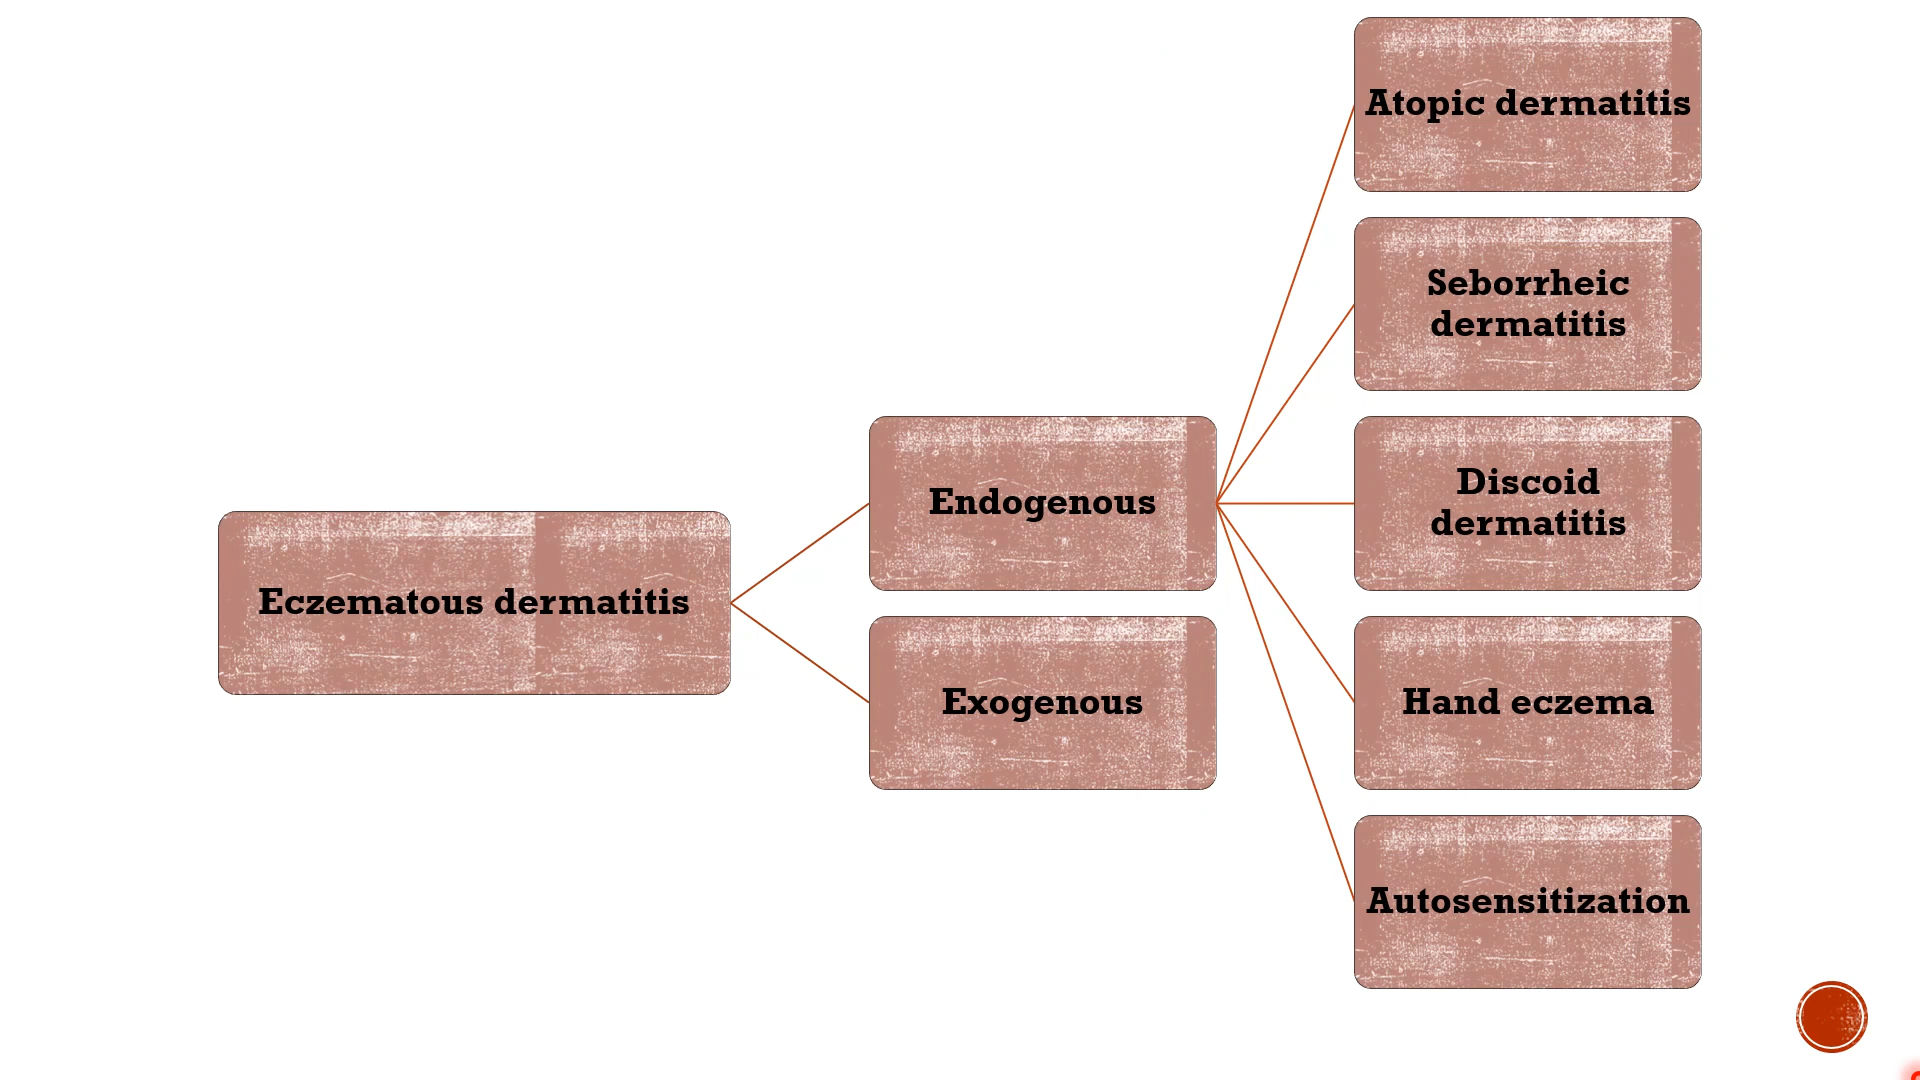 Eczematous dermatitis
Endogenous
Exogenous
Atopic dermatitis
Seborrheic
dermatitis
Discoid
dermatitis
Hand eczema
Autosensitization